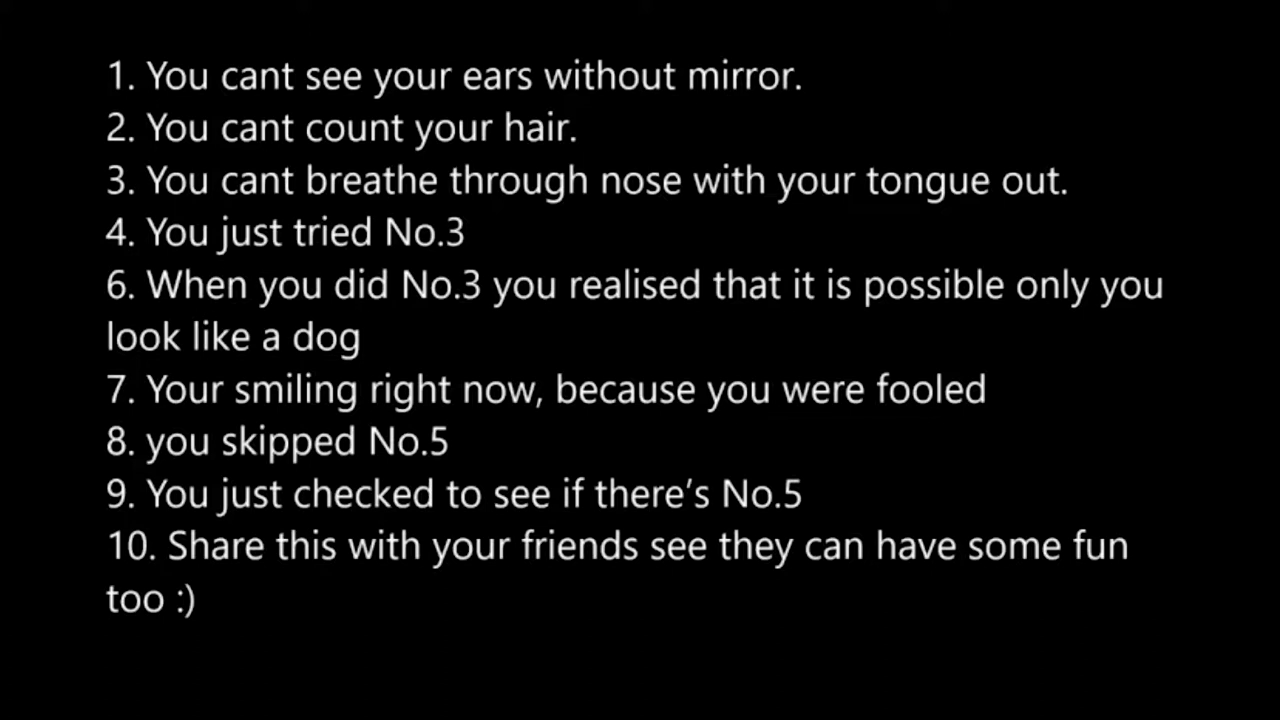 1. You cant see your ears without mirror.
2. You cant count your hair.
3. You cant breathe through nose with your tongue out.
4. You just tried No.3
6. When you did No.3 you realised that it is possible only you
look like a dog
7. Your smiling right now, because you were fooled
8. you skipped No.5
9. You just checked to see if there’s No.5
10. Share this with your friends see they can have some fun
too :)